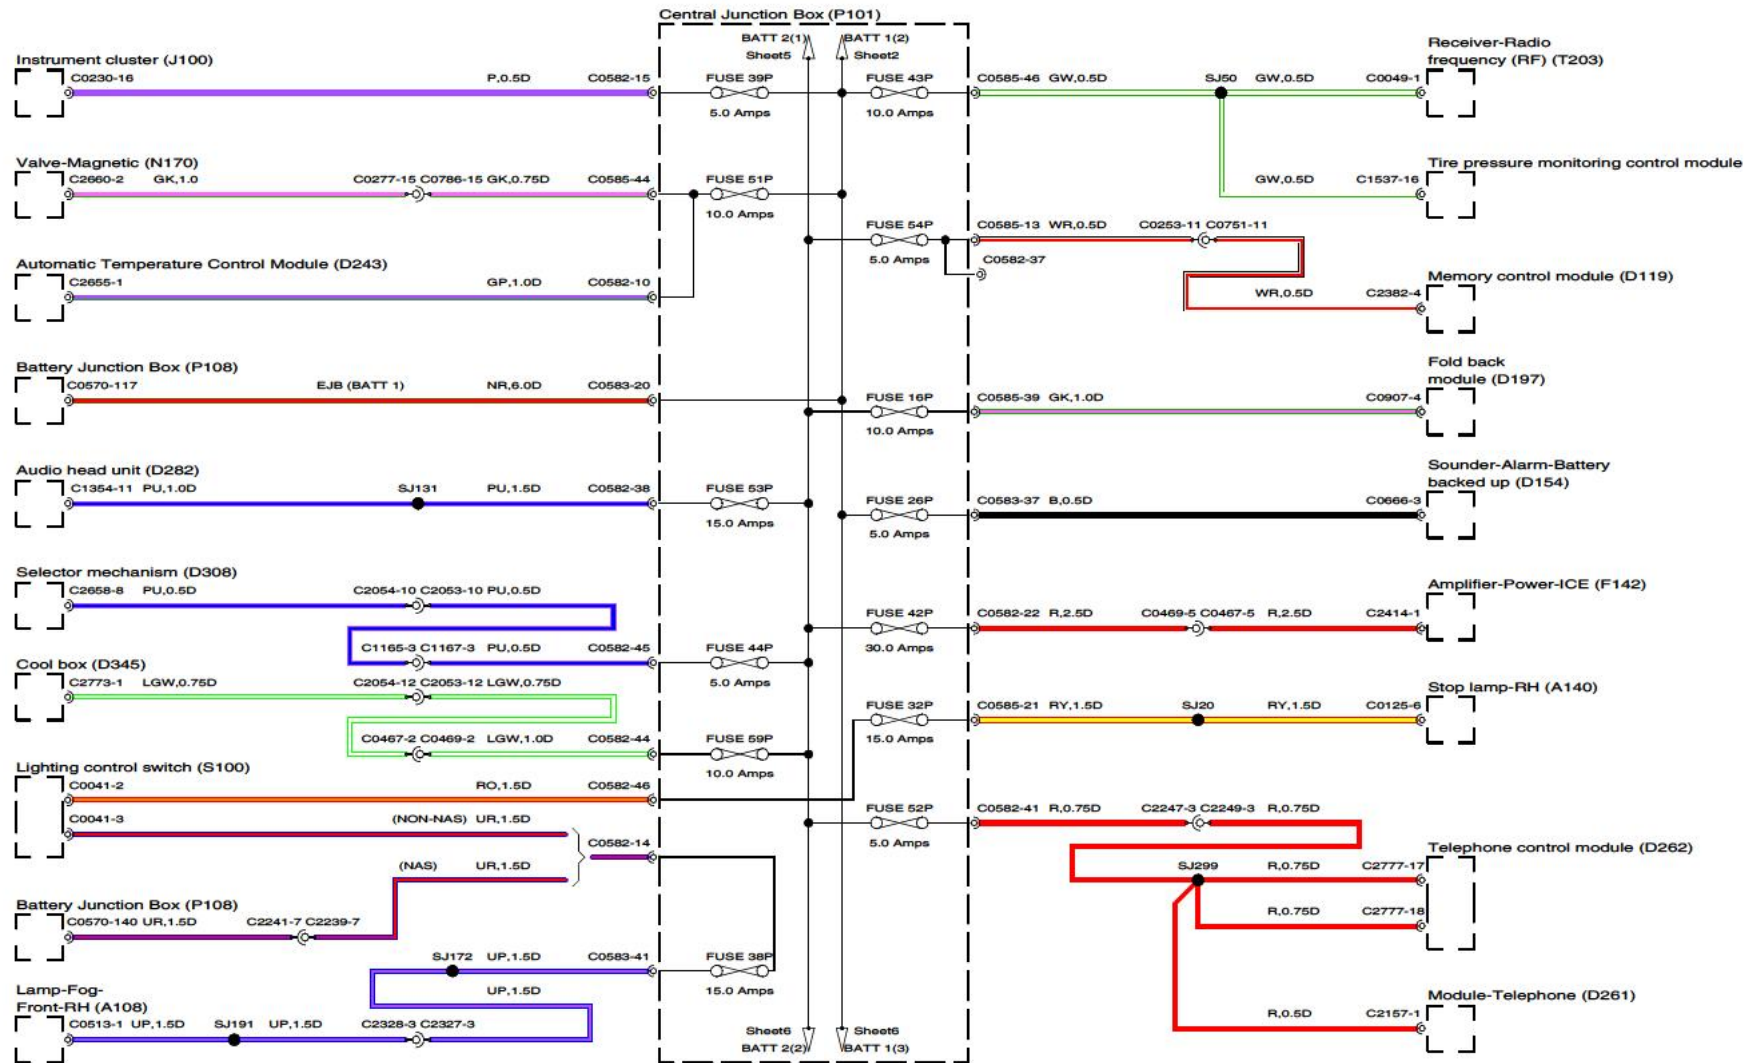 Central Junction Box (P101)
BATT 2(1) BATT 1(2)
Sheet5 Sheet2
Instrument cluster (J100)
C0230-16 P,0.5D C0582-15 FUSE 39P
5.0 Amps
FUSE 43P C0585-46 GW,0.5D SJ50 GW,0.5D C0049-1
10.0 Amps
Receiver-Radio
frequency (RF) (T203)
Valve-Magnetic (N170)
C2660-2 GK,1.0 C0277-15 C0786-15 GK,0.75D C0585-44 FUSE 51P
10.0 Amps
Tire pressure monitoring control module
GW,0.5D C1537-16
FUSE 54P C0585-13 WR,0.5D C0253-11 C0751-11
5.0 Amps C0582-37
Automatic Temperature Control Module (D243)
C2655-1 GP,1.0D C0582-10
Memory control module (D119)
WR,0.5D C2382-4
Battery Junction Box (P108)
C0570-117 EJB (BATT 1) NR,6.0D C0583-20
Fold back
module (D197)
FUSE 16P C0585-39 GK,1.0D C0907-4
10.0 Amps
Audio head unit (D282)
C1354-11 PU,1.0D SJ131 PU,1.5D C0582-38 FUSE 53P
15.0 Amps
Sounder-Alarm-Battery
backed up (D154)
FUSE 26P C0583-37 B,0.5D C0666-3
5.0 Amps
Selector mechanism (D308)
C2658-8 PU,0.5D C2054-10 C2053-10 PU,0.5D
C1165-3 C1167-3 PU,0.5D C0582-45 FUSE 44P
5.0 Amps
Amplifier-Power-ICE (F142)
FUSE 42P C0582-22 R,2.5D C0469-5 C0467-5 R,2.5D C2414-1
30.0 Amps
Cool box (D345)
C2773-1 LGW,0.75D C2054-12 C2053-12 LGW,0.75D
C0467-2 C0469-2 LGW,1.0D C0582-44 FUSE 59P
10.0 Amps
Stop lamp-RH (A140)
FUSE 32P C0585-21 RY,1.5D SJ20 RY,1.5D C0125-6
15.0 Amps
Lighting control switch (S100)
C0041-2 RO,1.5D C0582-46
C0041-3 (NON-NAS) UR,1.5D
C0582-14
(NAS) UR,1.5D
FUSE 52P C0582-41 R,0.75D C2247-3 C2249-3 R,0.75D
5.0 Amps
Telephone control module (D262)
SJ299 R,0.75D C2777-17
R,0.75D C2777-18
Battery Junction Box (P108)
C0570-140 UR,1.5D C2241-7 C2239-7
SJ172 UP,1.5D C0583-41 FUSE 38P
UP,1.5D 15.0 Amps
Lamp-Fog-
Front-RH (A108)
C0513-1 UP,1.5D SJ191 UP,1.5D C2328-3 C2327-3
Module-Telephone (D261)
R,0.5D C2157-1
Sheet6 Sheet6
BATT 2(2) BATT 1(3)